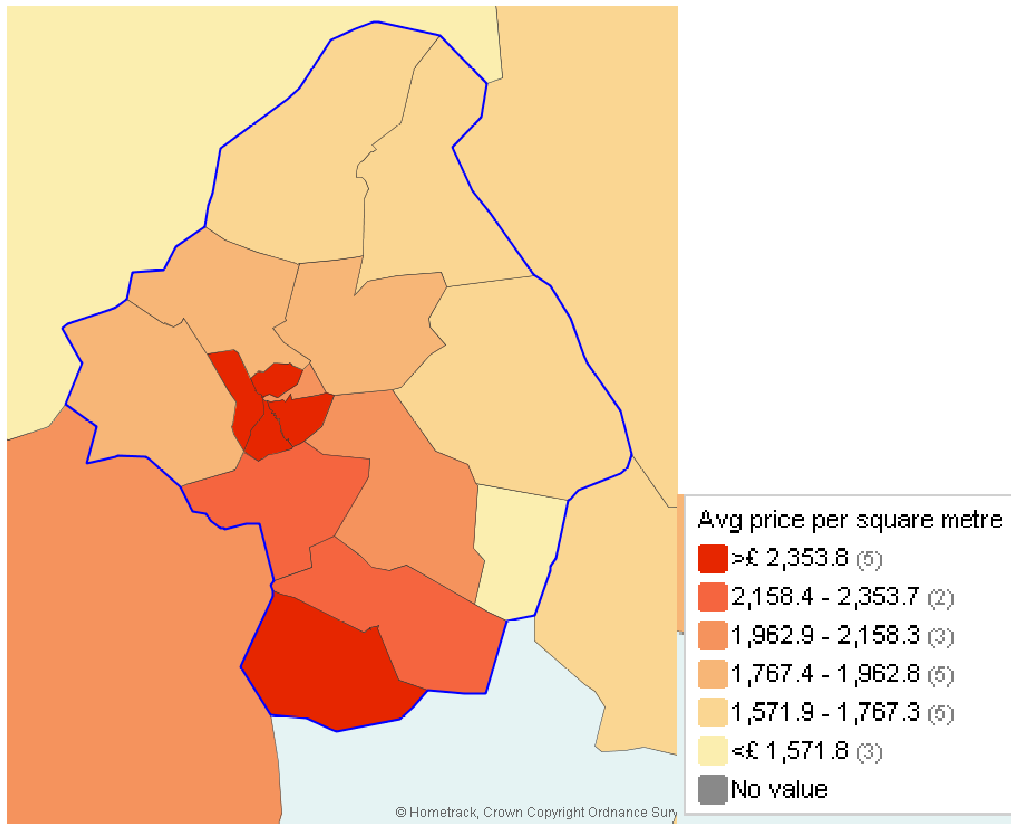 Avg price per square metre
>£ 2,353.8 (5)
2,158.4 - 2,353.7 (2)
1,962.9 - 2,158.3 (3)
1,767.4 - 1,962.8 (5)
1,571.9 - 1,767.3 (5)
<£ 1,571.8 (3)
No value
© Hometrack, Crown Copyright Ordnance Surv